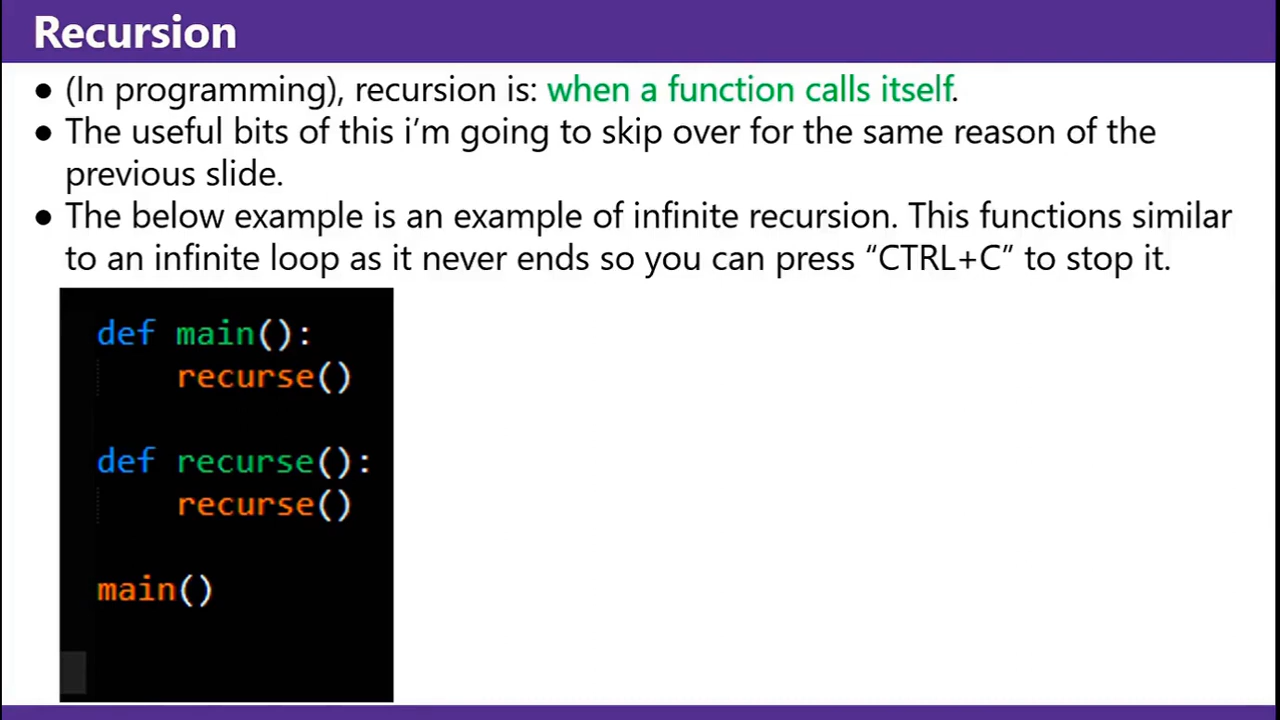 Recursion
● (In programming), recursion is: when a function calls itself.
● The useful bits of this i’m going to skip over for the same reason of the
previous slide.
● The below example is an example of infinite recursion. This functions similar
to an infinite loop as it never ends so you can press “CTRL+C” to stop it.
def main():
    recurse()
def recurse():
    recurse()
main()